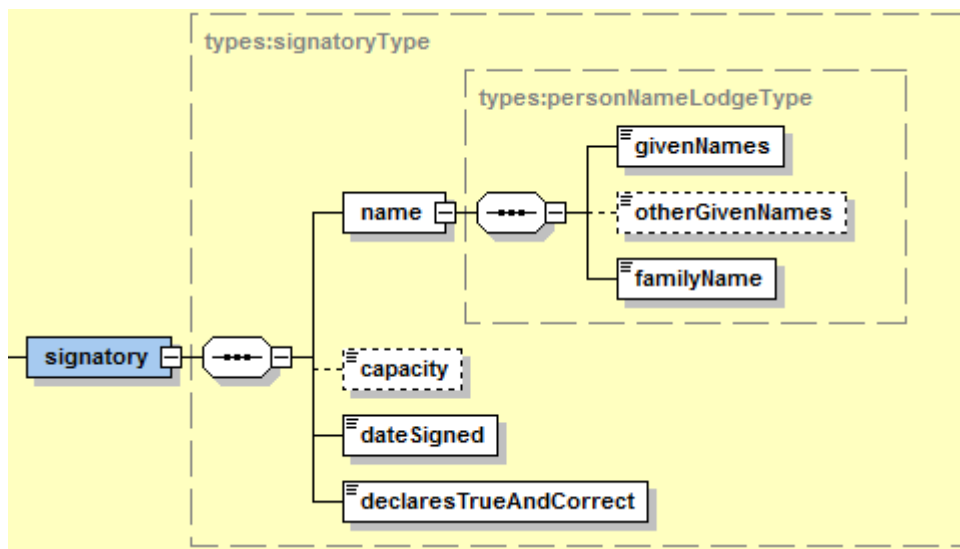 types:signatoryType
types:personNameLodgeType
givenNames
name
otherGivenNames
familyName
signatory
capacity
dateSigned
declaresTrueAndCorrect